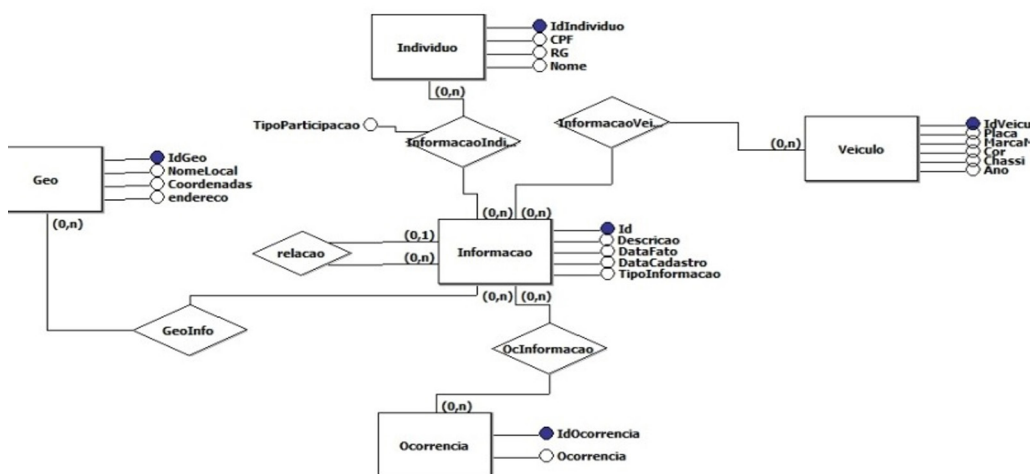 Individuo
IdIndividuo
CPF
RG
Nome
(0,n)
TipoParticipacao
InformacaoIndi...
InformacaoVei...
(0,n)
Veiculo
IdVeicu
Placa
MarcaM
Cor
Chassi
Ano
Geo
IdGeo
NomeLocal
Coordenadas
endereco
(0,n)
(0,n) (0,n)
relacao
(0,1)
(0,n)
Informacao
Id
Descricao
DataFato
DataCadastro
TipoInformacao
(0,n) (0,n)
GeoInfo
OcInformacao
(0,n)
Ocorrencia
IdOcorrencia
Ocorrencia